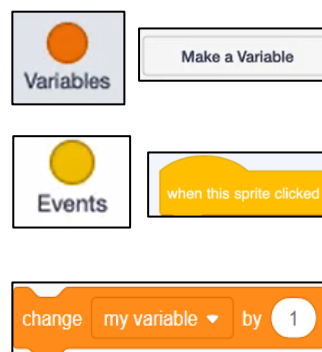 Make a Variable
Variables
when this sprite clicked
Events
change my variable by 1